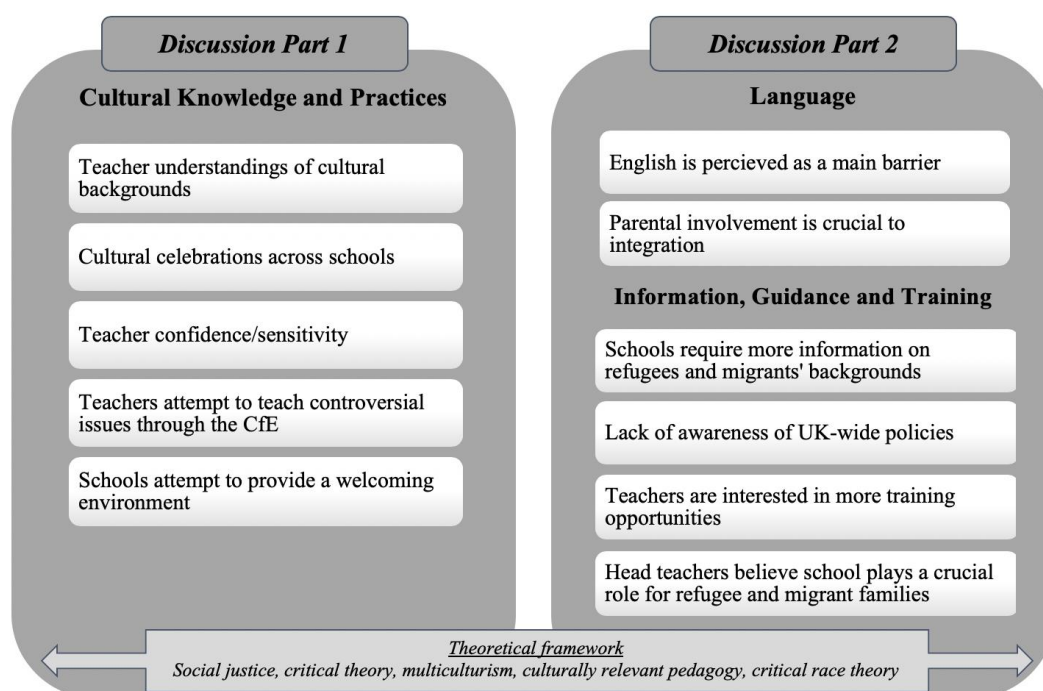 Discussion Part 1
Cultural Knowledge and Practices
Teacher understandings of cultural
backgrounds
Cultural celebrations across schools
Teacher confidence/sensitivity
Teachers attempt to teach controversial
issues through the CfE
Schools attempt to provide a welcoming
environment
Discussion Part 2
Language
English is percieved as a main barrier
Parental involvement is crucial to
integration
Information, Guidance and Training
Schools require more information on
refugees and migrants' backgrounds
Lack of awareness of UK-wide policies
Teachers are interested in more training
opportunities
Head teachers believe school plays a crucial
role for refugee and migrant families
Theoretical framework
Social justice, critical theory, multiculturism, culturally relevant pedagogy, critical race theory